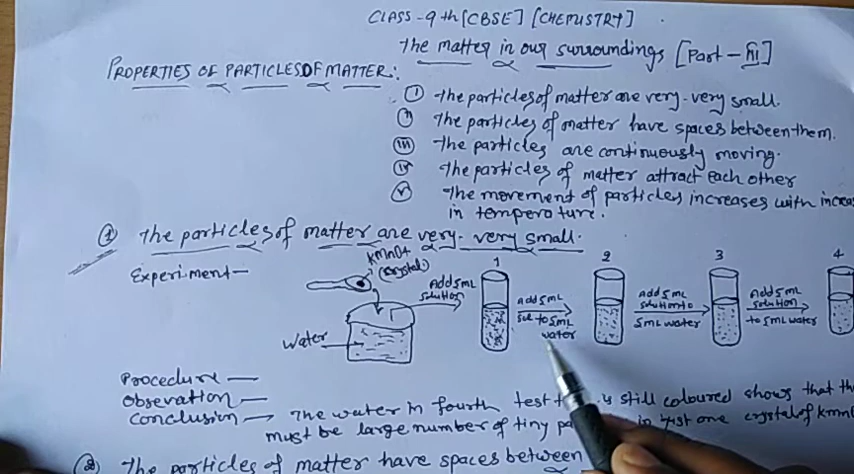 CLASS-9th [CBSE] [CHEMISTRY]
The matter in our surroundings [Part-III]
PROPERTIES OF PARTICLES OF MATTER:
(i) The particles of matter are very-very small.
(ii) The particles of matter have spaces between them.
(iii) The particles are continuously moving.
(iv) The particles of matter attract each other
(v) The movement of particles increases with increa
in temperature.
(1) The particles of matter are very-very small.
Experiment-
KMnO4
(crystal)
Water
Add 5mL
solution
1
Add 5mL
sol to 5mL
water
2
Add 5mL
solution to
5mL water
3
Add 5mL
solution
to 5mL water
4
Procedure —
Obsevation —
Conclusion → The water in fourth test is still coloured shows that the
must be large number of tiny in just one crystal of KMn
(2) The particles of matter have spaces between